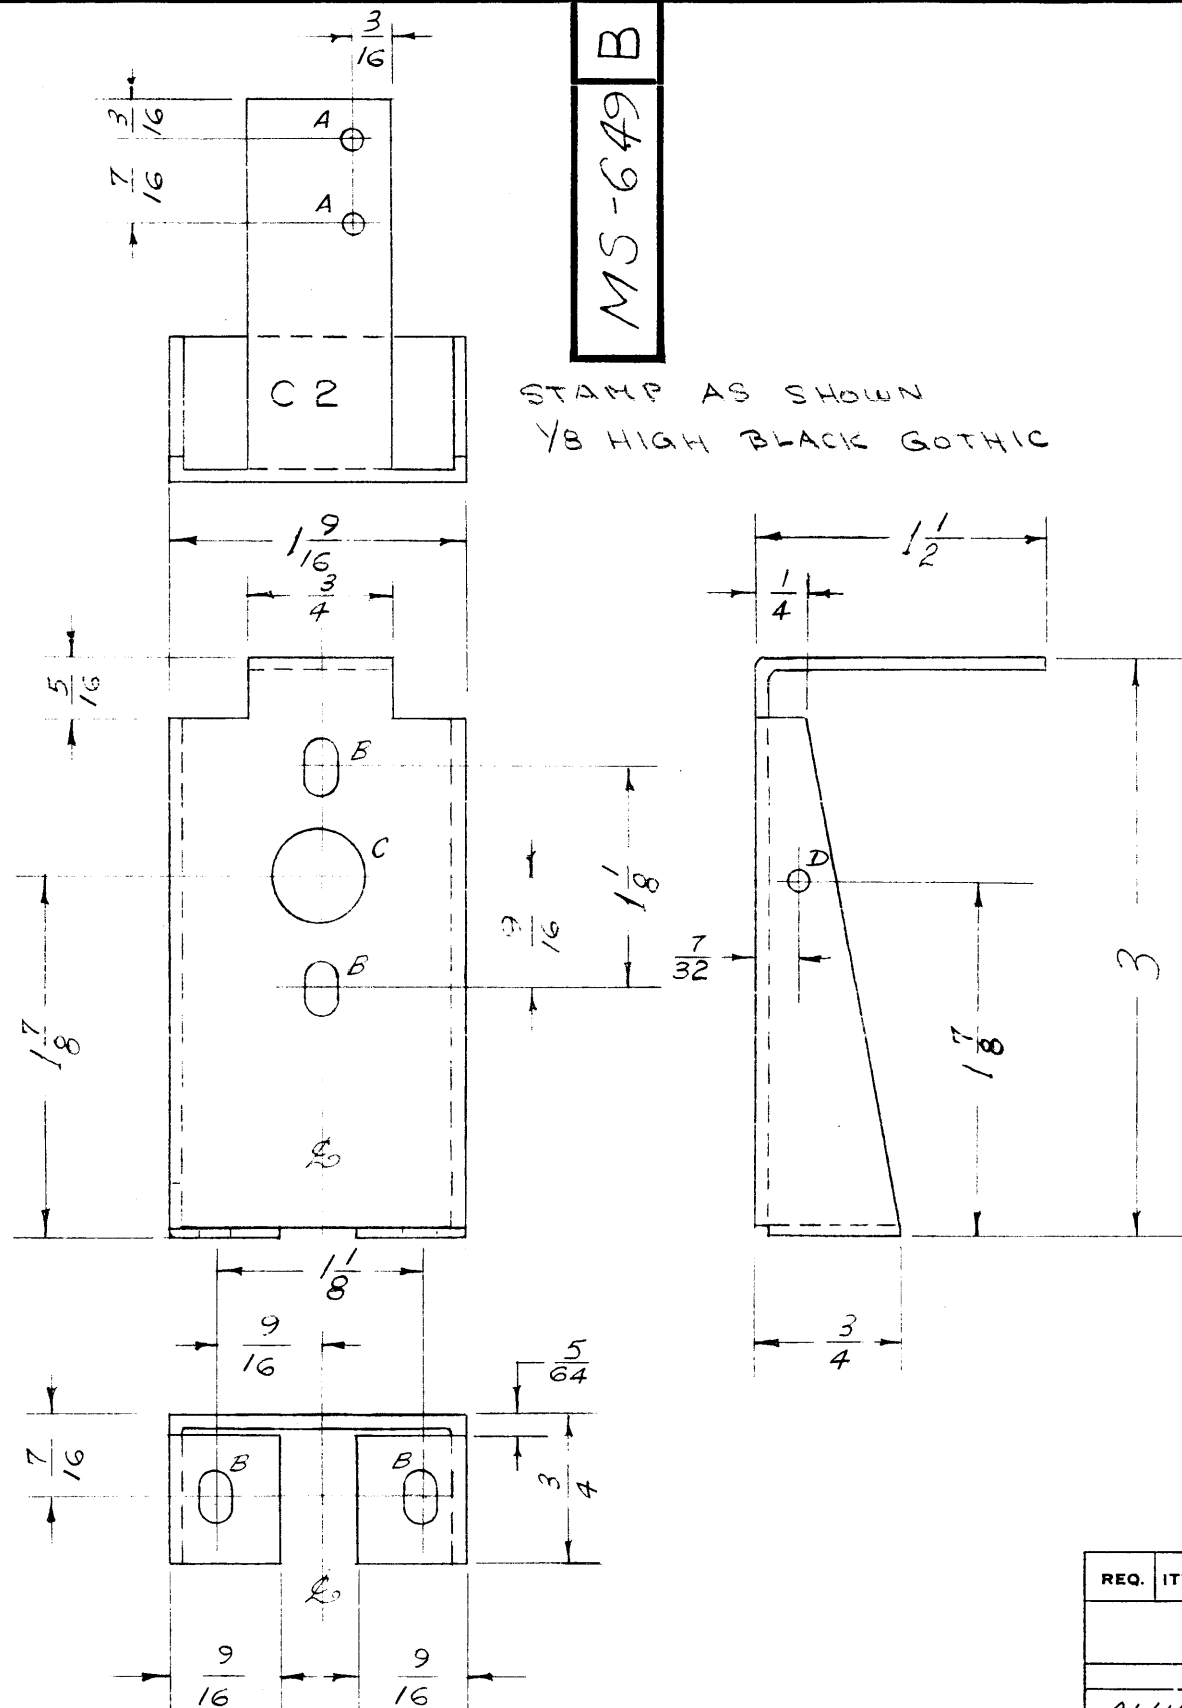 3/16
B
MS-649
3/16
A
7/16
A
C 2
STAMP AS SHOWN
1/8 HIGH BLACK GOTHIC
1 9/16
3/4
1 1/2
1/4
5/16
B
C
1 1/8
9/16
D
7/32
B
1 7/8
1 7/8
3
℄
1 1/8
9/16
5/64
3/4
7/16
B
B
3/4
℄
REQ.
9/16
9/16